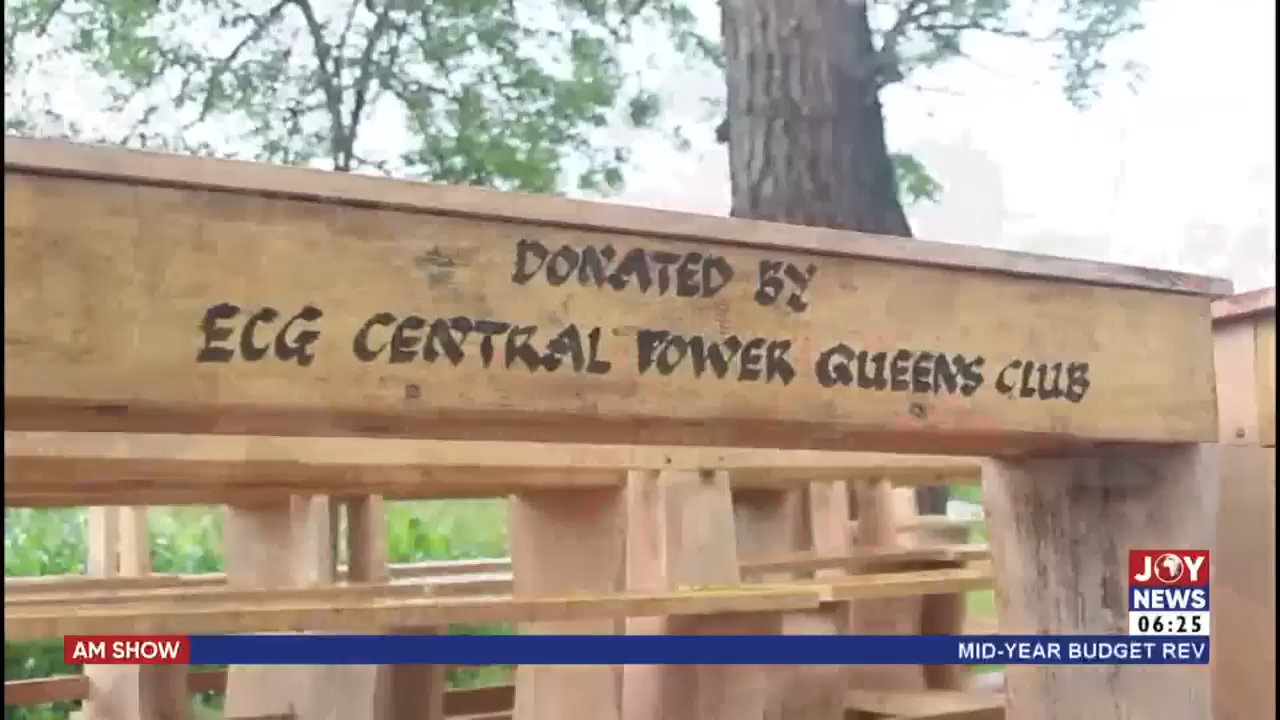 DONATED BY
ECG CENTRAL POWER QUEENS CLUB
JOY
NEWS
06:25
AM SHOW
MID-YEAR BUDGET REV